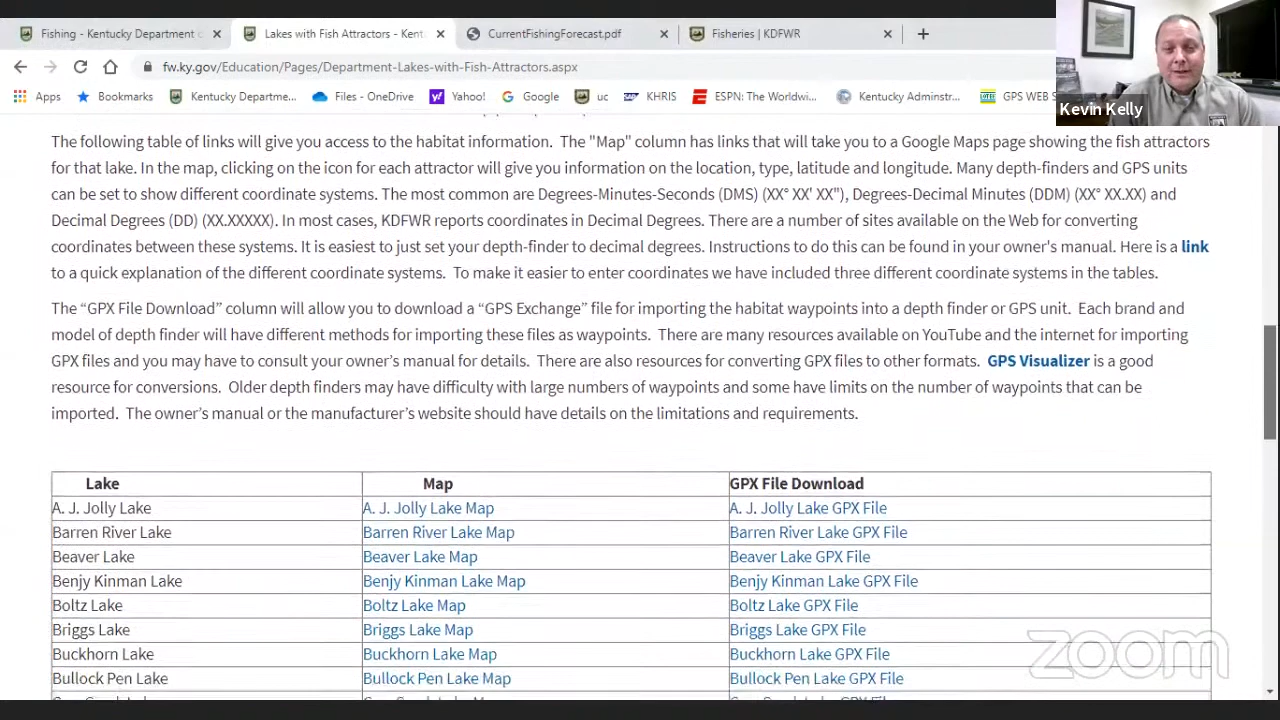 Fishing - Kentucky Department
Lakes with Fish Attractors - Kent
CurrentFishingForecast.pdf
Fisheries | KDFWR
fw.ky.gov/Education/Pages/Department-Lakes-with-Fish-Attractors.aspx
Apps
Bookmarks
Kentucky Departme...
Files - OneDrive
Yahoo!
Google
uc
KHRIS
ESPN: The Worldwi...
Kentucky Adminstr...
GPS WEB S
Kevin Kelly
The following table of links will give you access to the habitat information. The "Map" column has links that will take you to a Google Maps page showing the fish attractors
for that lake. In the map, clicking on the icon for each attractor will give you information on the location, type, latitude and longitude. Many depth-finders and GPS units
can be set to show different coordinate systems. The most common are Degrees-Minutes-Seconds (DMS) (XX° XX' XX"), Degrees-Decimal Minutes (DDM) (XX° XX.XX) and
Decimal Degrees (DD) (XX.XXXXX). In most cases, KDFWR reports coordinates in Decimal Degrees. There are a number of sites available on the Web for converting
coordinates between these systems. It is easiest to just set your depth-finder to decimal degrees. Instructions to do this can be found in your owner's manual. Here is a link
to a quick explanation of the different coordinate systems. To make it easier to enter coordinates we have included three different coordinate systems in the tables.
The “GPX File Download” column will allow you to download a “GPS Exchange” file for importing the habitat waypoints into a depth finder or GPS unit. Each brand and
model of depth finder will have different methods for importing these files as waypoints. There are many resources available on YouTube and the internet for importing
GPX files and you may have to consult your owner’s manual for details. There are also resources for converting GPX files to other formats. GPS Visualizer is a good
resource for conversions. Older depth finders may have difficulty with large numbers of waypoints and some have limits on the number of waypoints that can be
imported. The owner’s manual or the manufacturer’s website should have details on the limitations and requirements.
Lake Map GPX File Download
A. J. Jolly Lake A. J. Jolly Lake Map A. J. Jolly Lake GPX File
Barren River Lake Barren River Lake Map Barren River Lake GPX File
Beaver Lake Beaver Lake Map Beaver Lake GPX File
Benjy Kinman Lake Benjy Kinman Lake Map Benjy Kinman Lake GPX File
Boltz Lake Boltz Lake Map Boltz Lake GPX File
Briggs Lake Briggs Lake Map Briggs Lake GPX File
Buckhorn Lake Buckhorn Lake Map Buckhorn Lake GPX File
Bullock Pen Lake Bullock Pen Lake Map Bullock Pen Lake GPX File
zoom